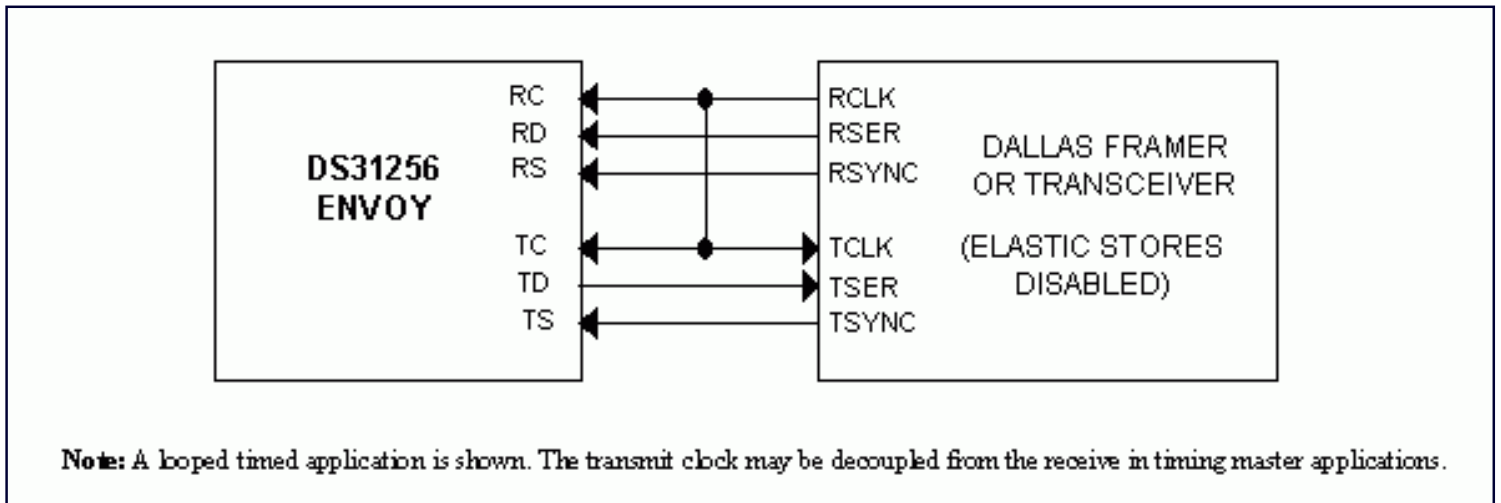 DS31256
ENVOY
RC
RD
RS
TC
TD
TS
RCLK
RSER
RSYNC
TCLK
TSER
TSYNC
DALLAS FRAMER
OR TRANSCEIVER
(ELASTIC STORES
DISABLED)
Note: A looped timed application is shown. The transmit clock may be decoupled from the receive in timing master applications.